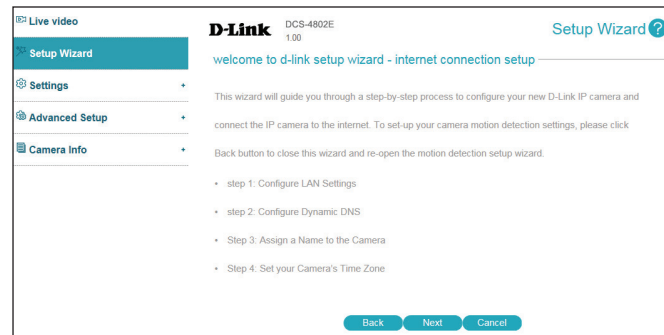 Live video
Setup Wizard
Settings +
Advanced Setup +
Camera Info +
D-Link DCS-4802E
1.00
Setup Wizard ?
welcome to d-link setup wizard - internet connection setup
This wizard will guide you through a step-by-step process to configure your new D-Link IP camera and
connect the IP camera to the internet. To set-up your camera motion detection settings, please click
Back button to close this wizard and re-open the motion detection setup wizard.
• step 1: Configure LAN Settings
• step 2: Configure Dynamic DNS
• Step 3: Assign a Name to the Camera
• Step 4: Set your Camera's Time Zone
Back Next Cancel